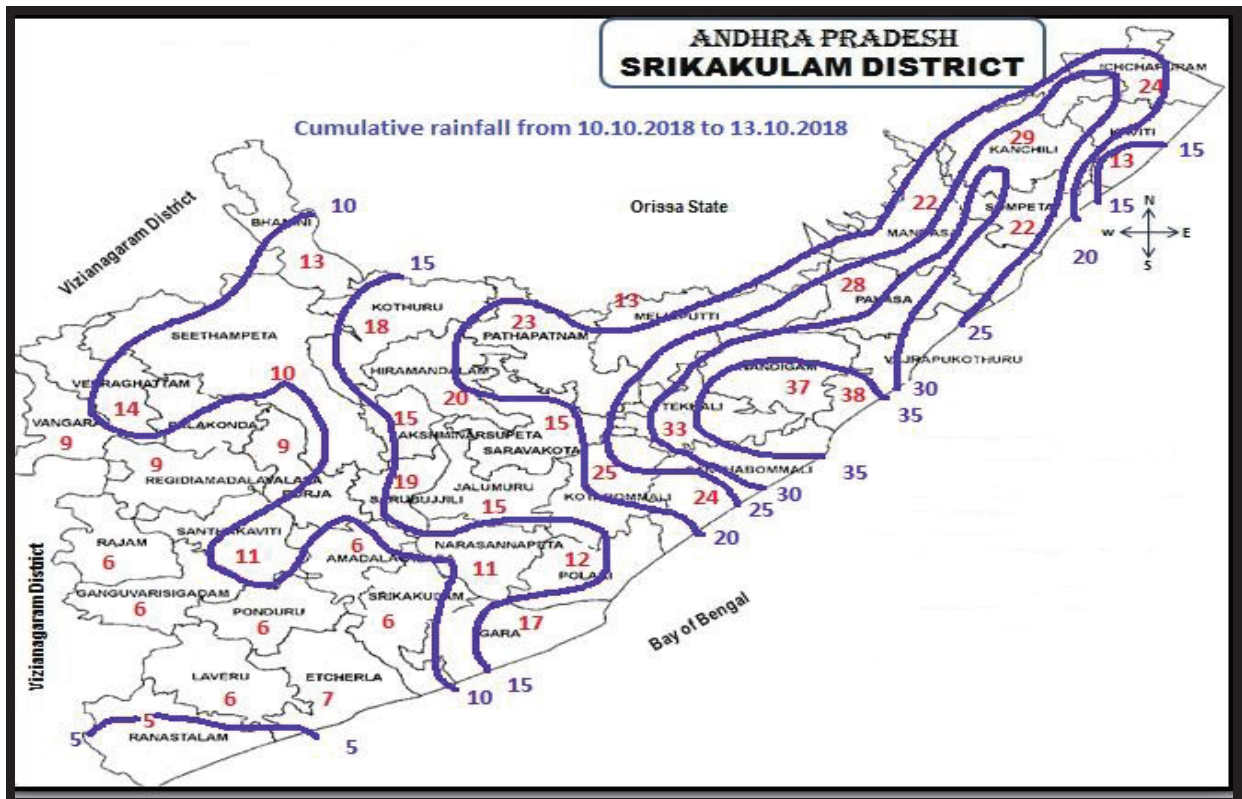 ANDHRA PRADESH
SRIKAKULAM DISTRICT
Cumulative rainfall from 10.10.2018 to 13.10.2018
ICHCHAPURAM
24
29
KANCHILI
KAVITI
13
15
15
N
W E
S
20
SOMPETA
22
22
MANDASA
Orissa State
Vizianagaram District
10
BHAMINI
13
15
KOTHURU
18
23
PATHAPATNAM
13
MELIAPUTTI
28
PALASA
25
SEETHAMPETA
HIRAMANDALAM
20
VAJRAPUKOTHURU
30
35
NANDIGAM
37
38
10
VEERAGHATTAM
14
VANGARA
9
PALAKONDA
9
9
REGIDIAMADALAVALASA
BURJA
15
LAKSHMINARSUPETA
15
SARAVAKOTA
TEKKALI
33
35
30
25
20
25
KOTABOMMALI
24
19
SARUBUJJILI
JALUMURU
15
SANTHAKAVITI
11
RAJAM
6
6
AMADALAVALASA
NARASANNAPETA
11
12
POLAKI
GANGUVARISIGADAM
6
PONDURU
6
SRIKAKULAM
6
GARA
17
Bay of Bengal
Vizianagaram District
LAVERU
6
ETCHERLA
7
10
15
5
5
RANASTALAM
5